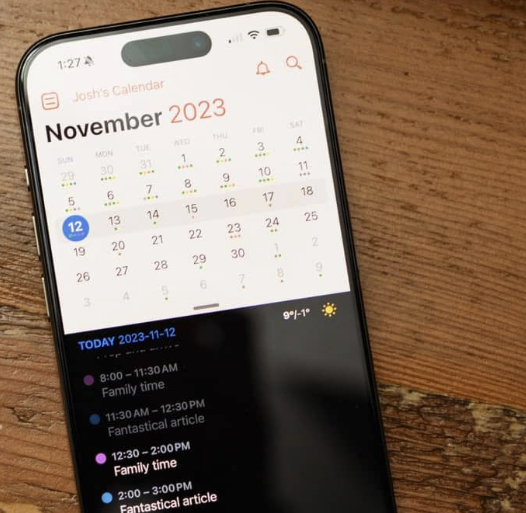 1:27
Josh's Calendar
November 2023
SUN MON TUE WED THU FRI SAT
29 30 31 1 2 3 4
5 6 7 8 9 10 11
12 13 14 15 16 17 18
19 20 21 22 23 24 25
26 27 28 29 30 1 2
3 4 5 6 7 8 9
TODAY 2023-11-12 9°/-1°
8:00 – 11:30 AM
Family time
11:30 AM – 12:30 PM
Fantastical article
12:30 – 2:00 PM
Family time
2:00 – 3:00 PM
Fantastical article